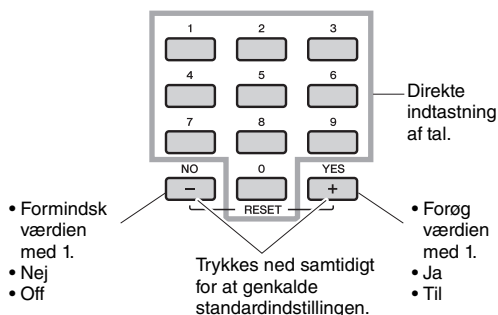 1 2 3
4 5 6
7 8 9
NO 0 YES
− +
RESET
Direkte
indtastning
af tal.
• Formindsk
værdien
med 1.
• Nej
• Off
Trykkes ned samtidigt
for at genkalde
standardindstillingen.
• Forøg
værdien
med 1.
• Ja
• Til